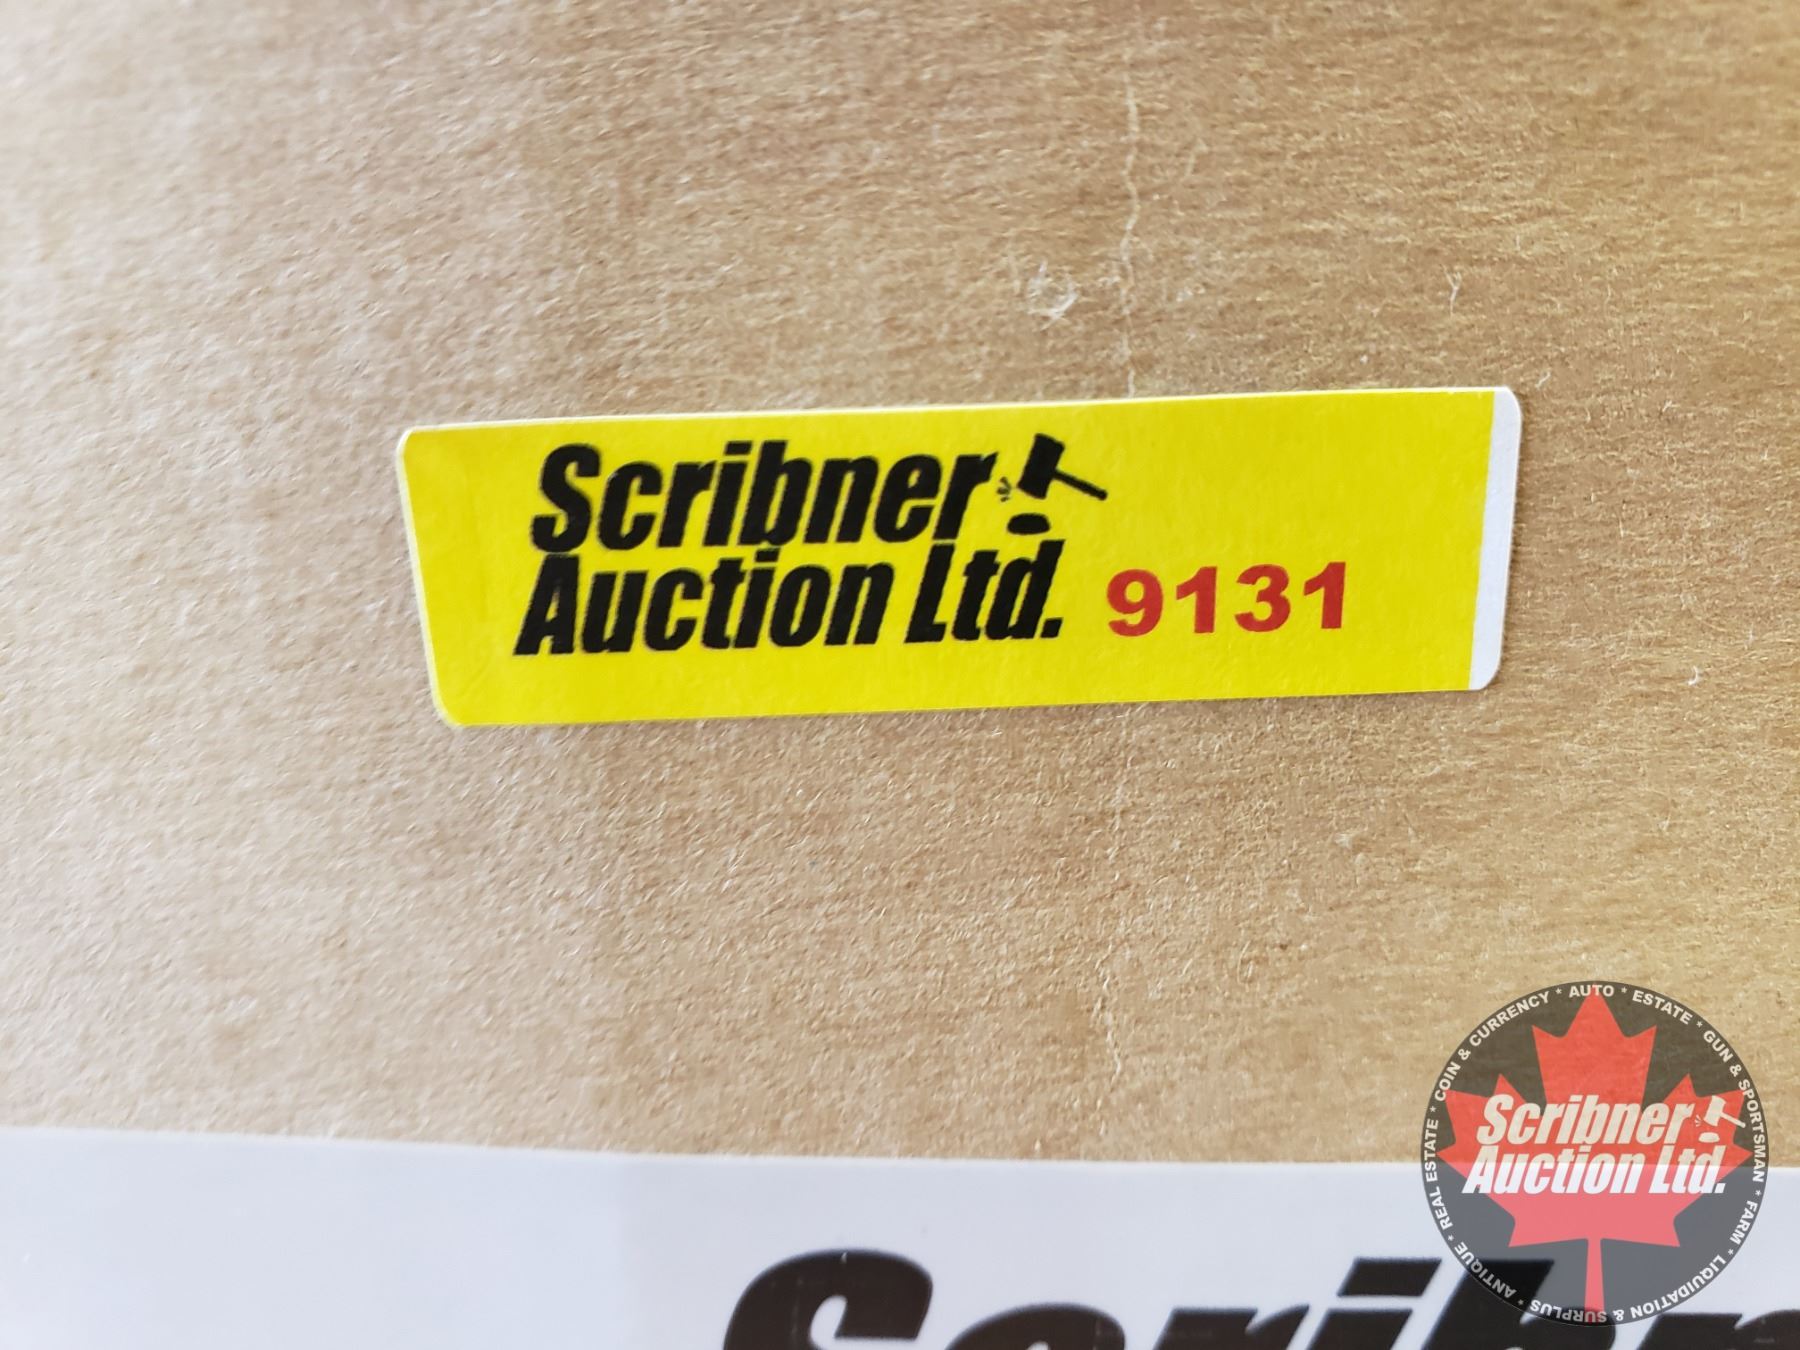 Scribner
Auction Ltd. 9131
Scribner
Auction Ltd.
COIN & CURRENCY * AUTO * ESTATE * GUN & SPORTSMAN * FARM * LIQUIDATION & SURPLUS * ANTIQUE * REAL ESTATE *